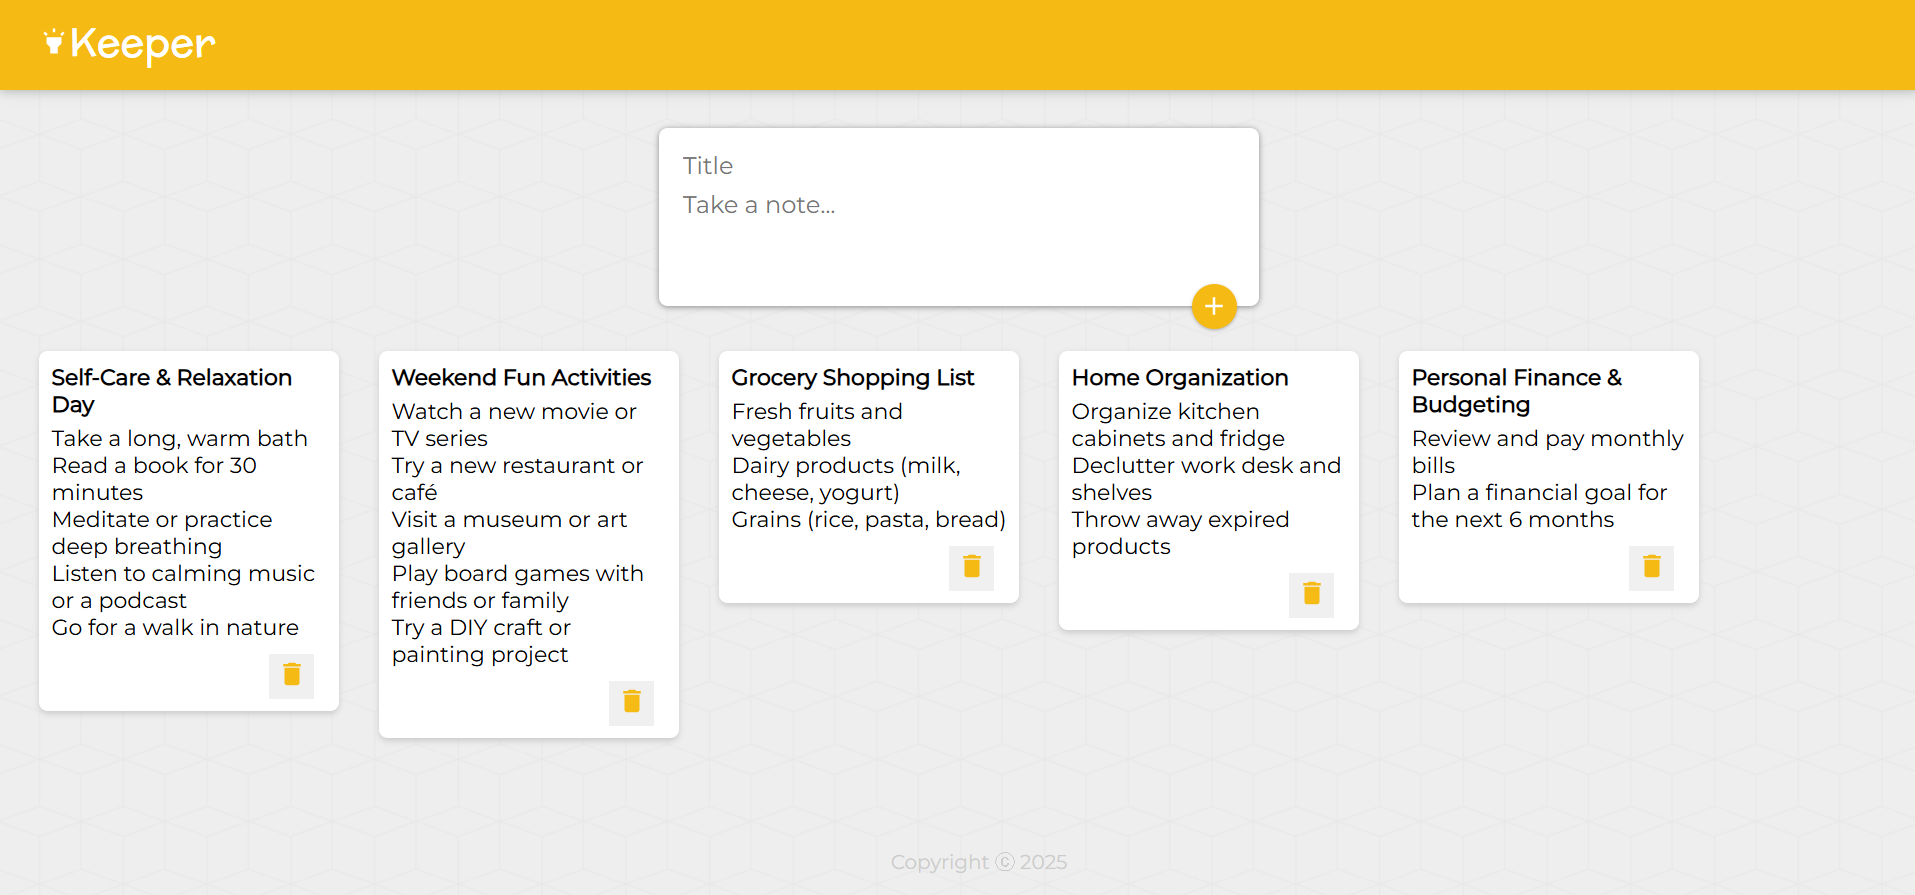 Keeper
Title
Take a note...
Self-Care & Relaxation
Day
Take a long, warm bath
Read a book for 30
minutes
Meditate or practice
deep breathing
Listen to calming music
or a podcast
Go for a walk in nature
Weekend Fun Activities
Watch a new movie or
TV series
Try a new restaurant or
café
Visit a museum or art
gallery
Play board games with
friends or family
Try a DIY craft or
painting project
Grocery Shopping List
Fresh fruits and
vegetables
Dairy products (milk,
cheese, yogurt)
Grains (rice, pasta, bread)
Home Organization
Organize kitchen
cabinets and fridge
Declutter work desk and
shelves
Throw away expired
products
Personal Finance &
Budgeting
Review and pay monthly
bills
Plan a financial goal for
the next 6 months
Copyright ⓒ 2025